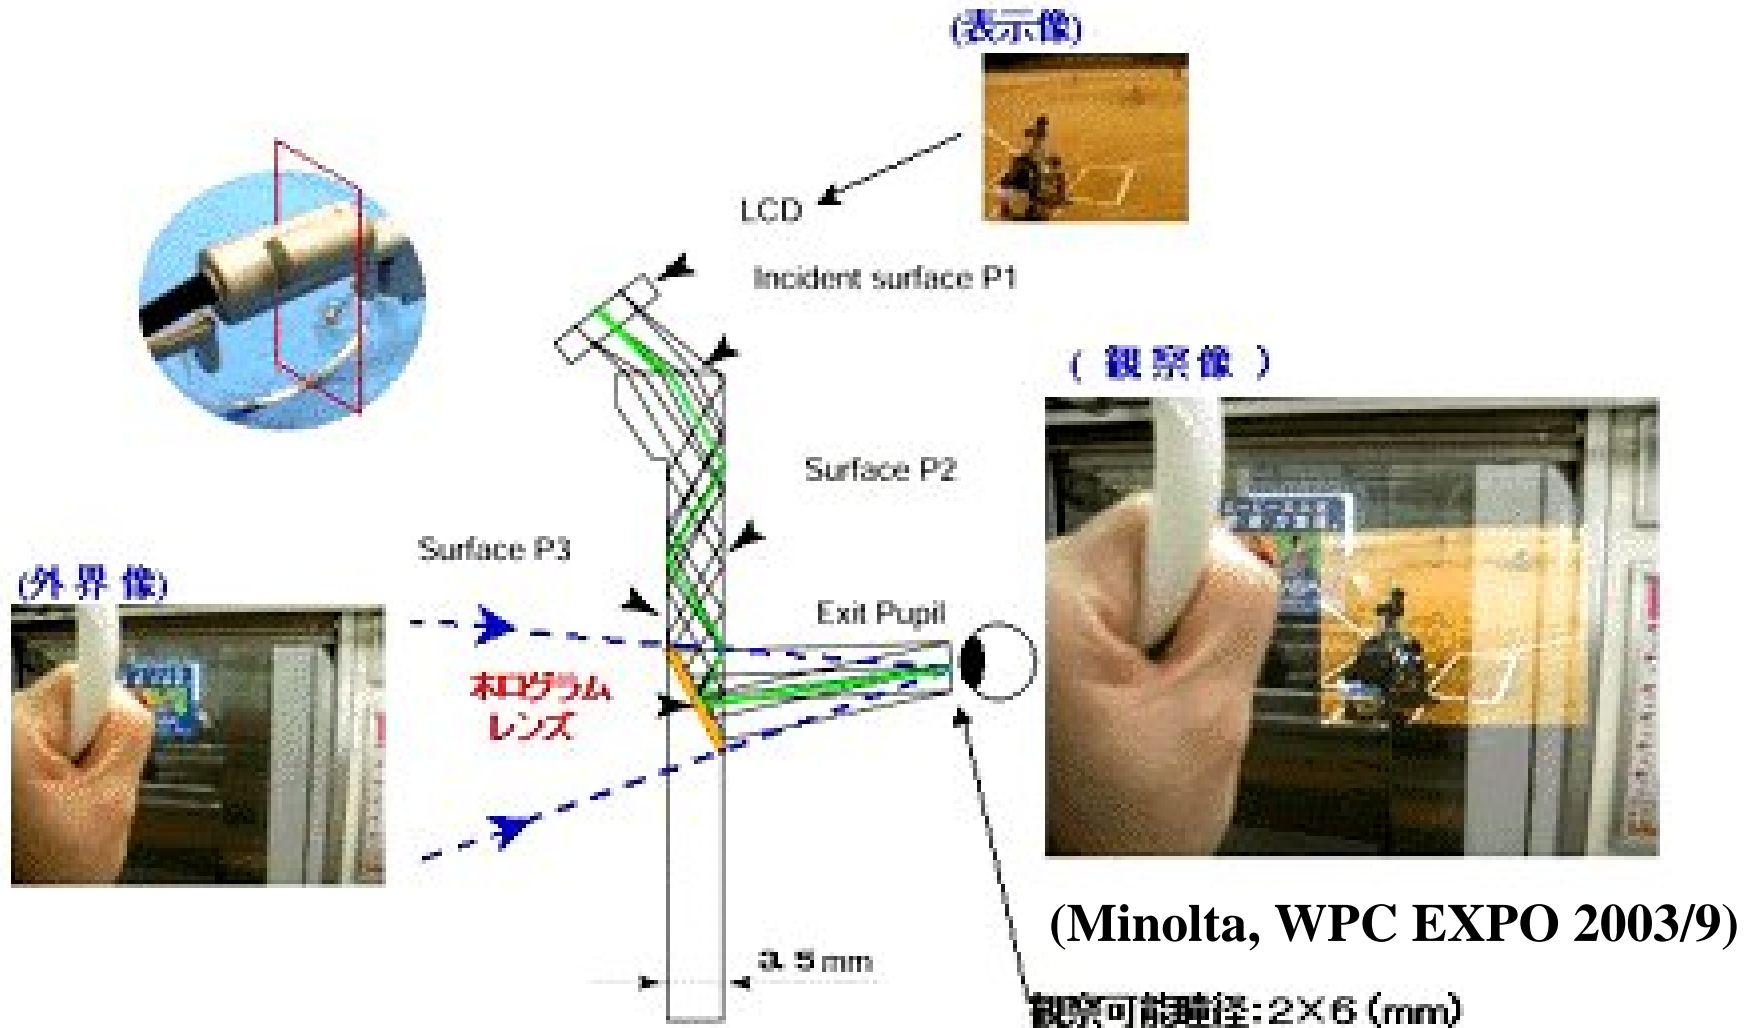 (表示像)
LCD
Incident surface P1
(観察像)
Surface P2
Surface P3
(外界像)
Exit Pupil
ホログラム
レンズ
(Minolta, WPC EXPO 2003/9)
3.5mm
観察可能瞳径:2×6(mm)